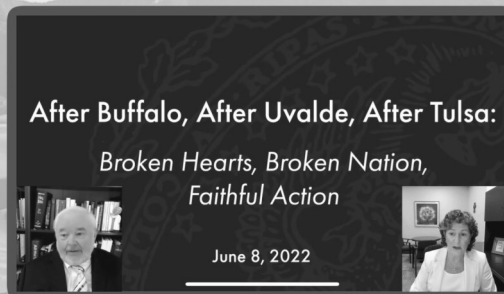 After Buffalo, After Uvalde, After Tulsa:
Broken Hearts, Broken Nation,
Faithful Action
June 8, 2022